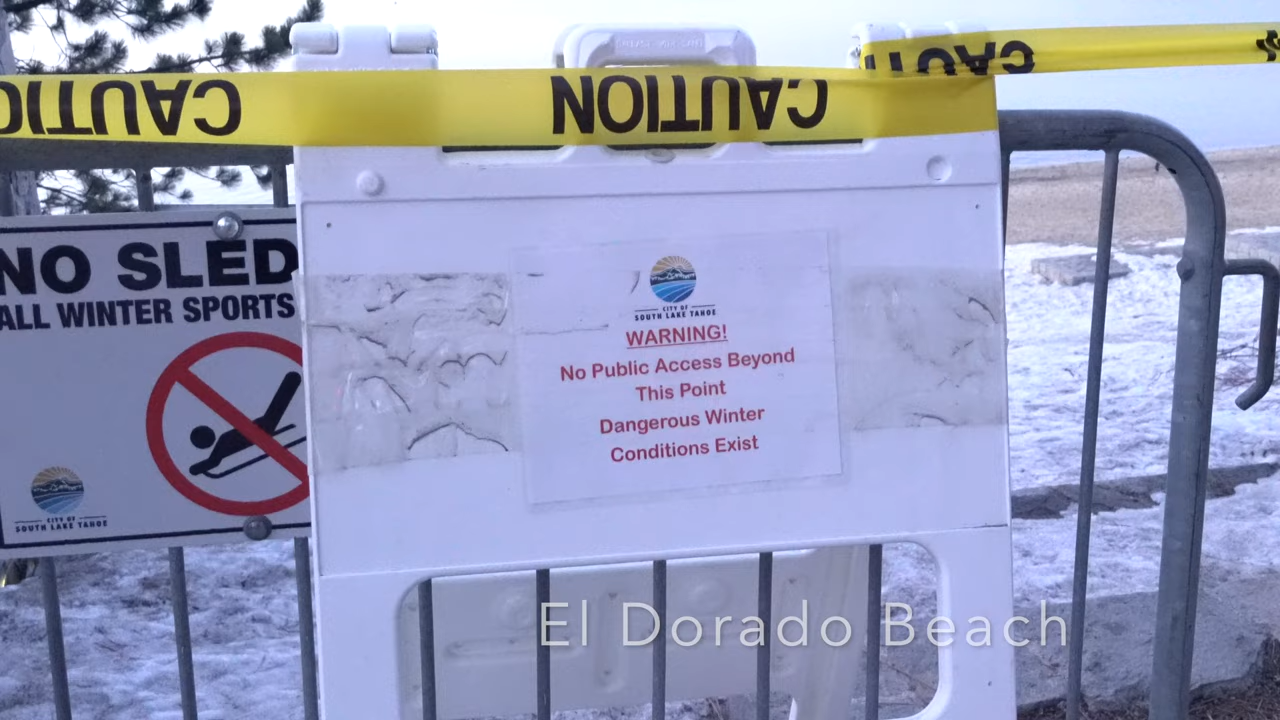 CAUTION
CAUTION
CAU
NO SLED
ALL WINTER SPORTS
CITY OF
SOUTH LAKE TAHOE
CITY OF
SOUTH LAKE TAHOE
WARNING!
No Public Access Beyond
This Point
Dangerous Winter
Conditions Exist
El Dorado Beach